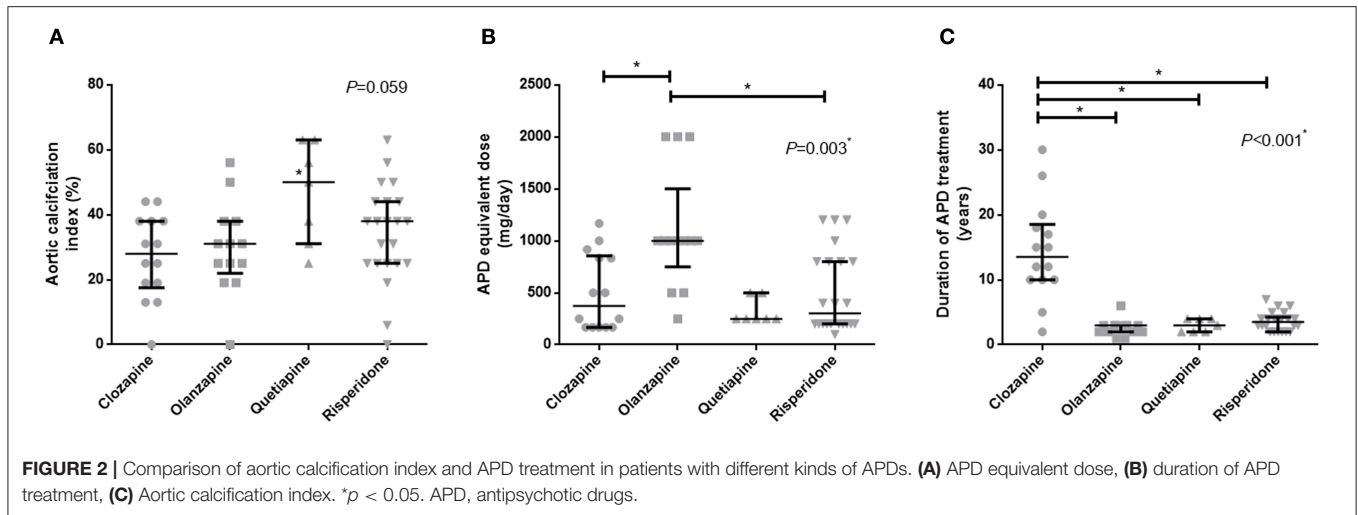 A
B
C
Aortic calcifciation
index (%)
80
60
40
20
0
P=0.059
*
Clozapine
Olanzapine
Quetiapine
Risperidone
APD equivalent dose
(mg/day)
2500
2000
1500
1000
500
0
*
*
P=0.003*
Clozapine
Olanzapine
Quetiapine
Risperidone
Duration of APD treatment
(years)
40
30
20
10
0
*
*
*
P<0.001*
Clozapine
Olanzapine
Quetiapine
Risperidone
FIGURE 2 | Comparison of aortic calcification index and APD treatment in patients with different kinds of APDs. (A) APD equivalent dose, (B) duration of APD
treatment, (C) Aortic calcification index. *p < 0.05. APD, antipsychotic drugs.